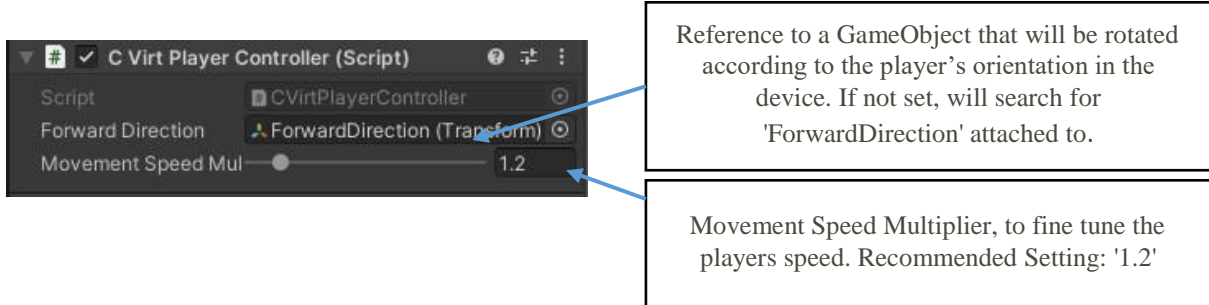 C Virt Player Controller (Script)
Script CVirtPlayerController
Forward Direction ForwardDirection (Transform)
Movement Speed Mul 1.2
Reference to a GameObject that will be rotated
according to the player’s orientation in the
device. If not set, will search for
'ForwardDirection' attached to.
Movement Speed Multiplier, to fine tune the
players speed. Recommended Setting: '1.2'